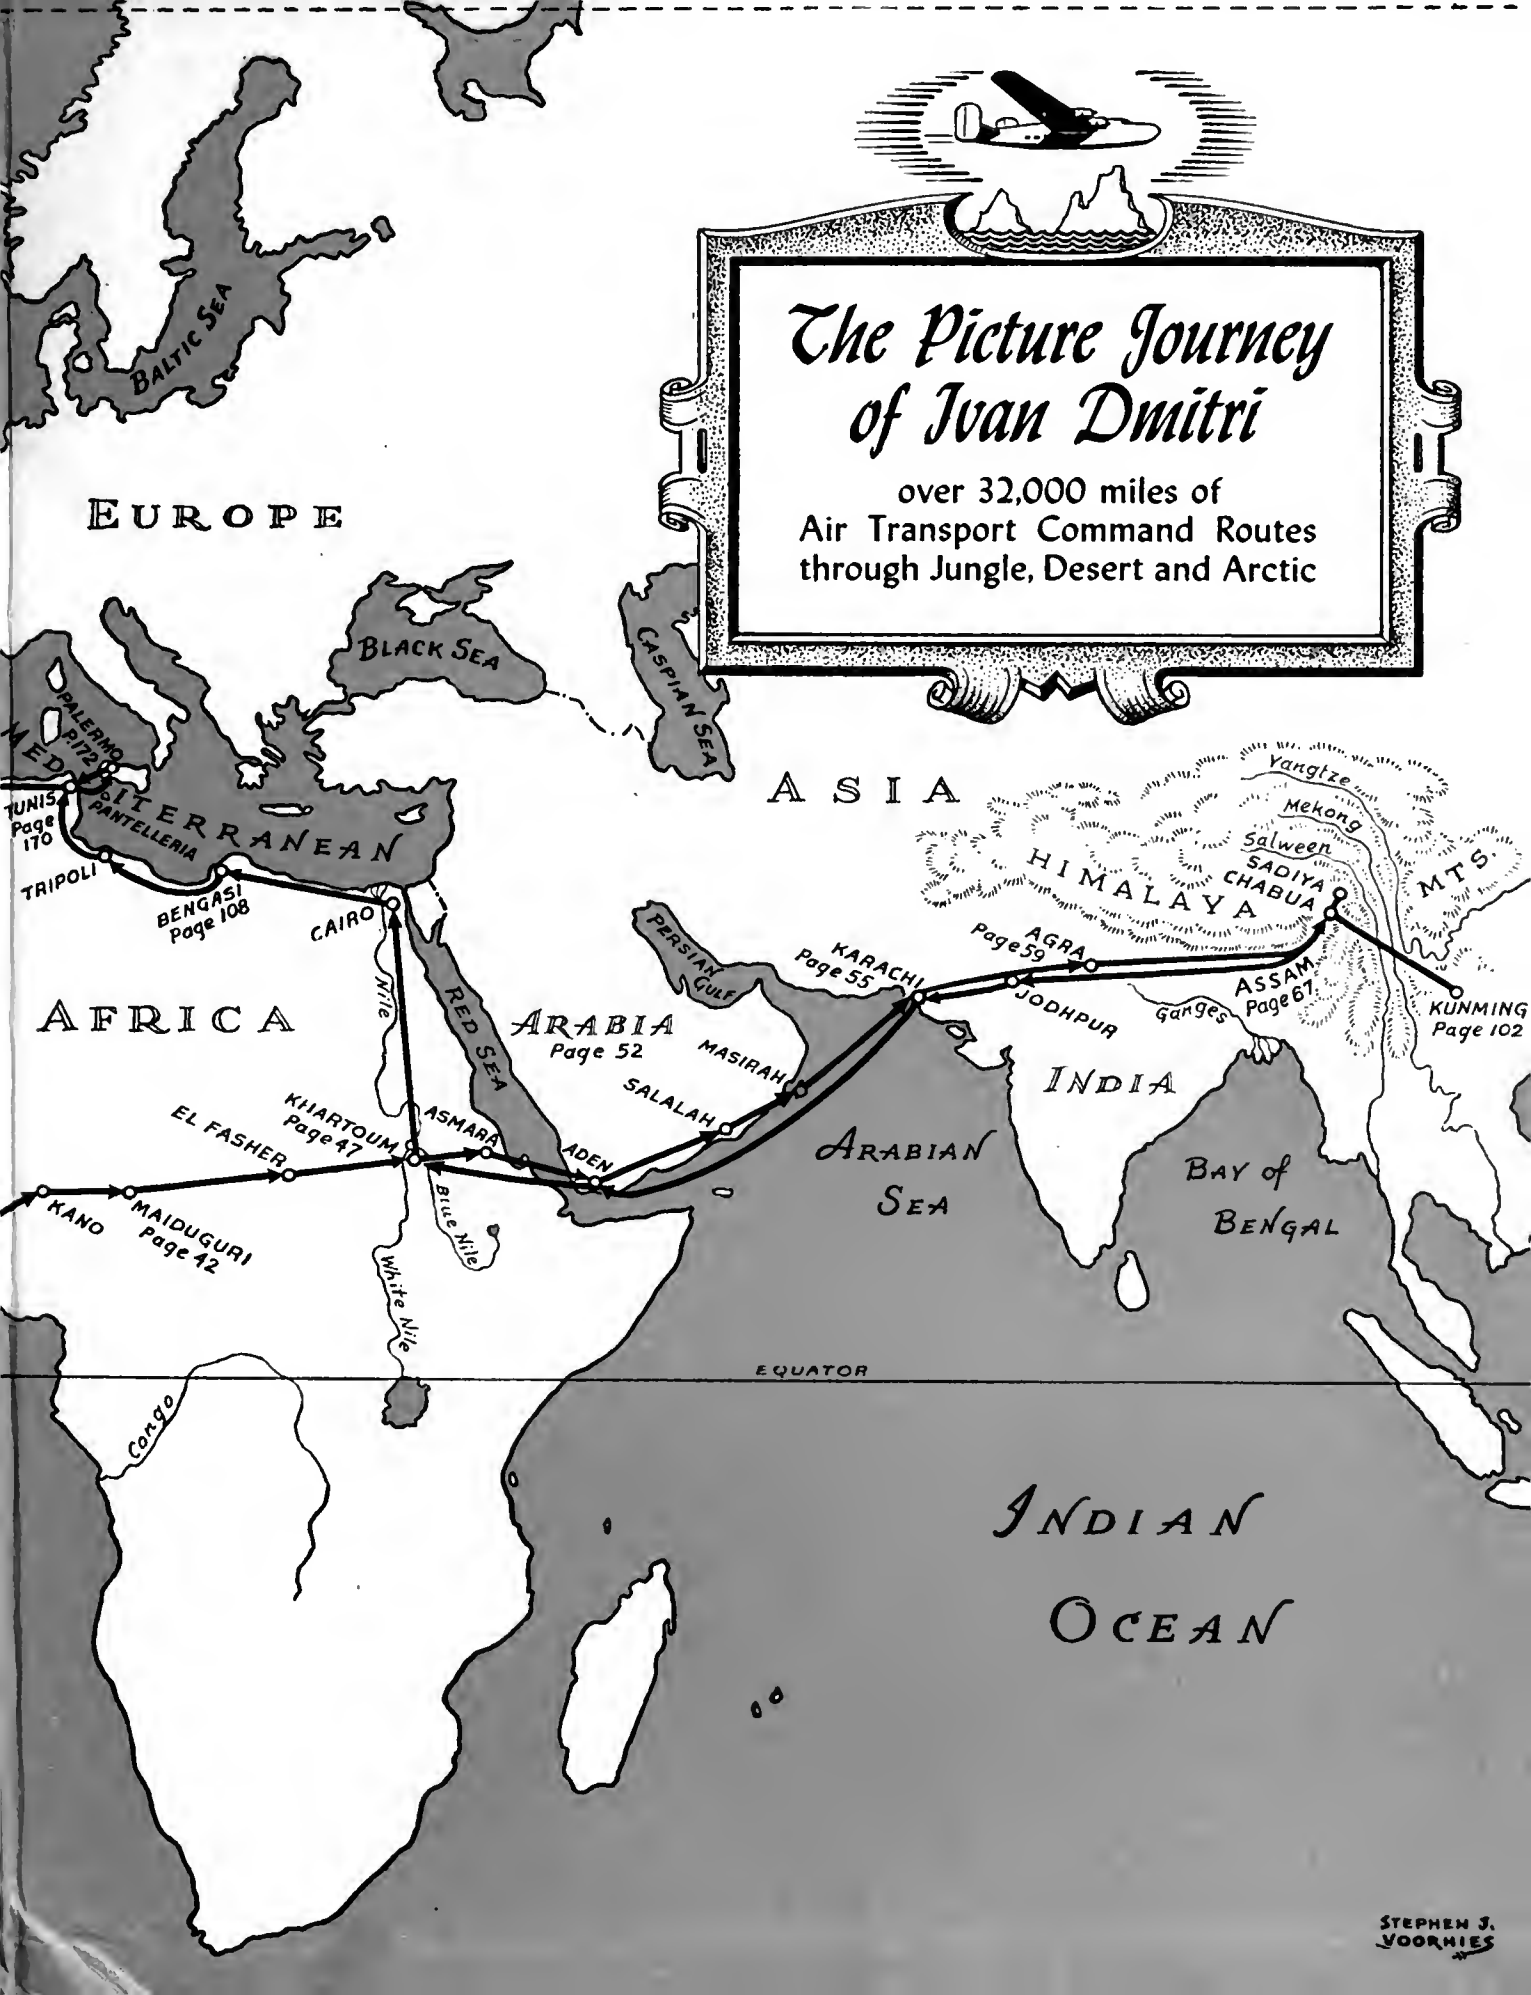 The Picture Journey
of Ivan Dmitri
over 32,000 miles of
Air Transport Command Routes
through Jungle, Desert and Arctic
BALTIC SEA
EUROPE
BLACK SEA
CASPIAN SEA
ASIA
PALERMO
P.172
MEDITERRANEAN
TUNIS
Page
170
PANTELLERIA
TRIPOLI
BENGASI
Page 108
CAIRO
Yangtze
Mekong
Salween
SADIYA
CHABUA
HIMALAYA
MTS.
AFRICA
Nile
RED SEA
ARABIA
Page 52
PERSIAN
GULF
KARACHI
Page 55
AGRA
Page 59
JODHPUR
Ganges
ASSAM
Page 67
KUNMING
Page 102
INDIA
MASIRAH
SALALAH
EL FASHER
KHARTOUM
Page 47
ASMARA
ADEN
ARABIAN
SEA
BAY of
BENGAL
KANO
MAIDUGURI
Page 42
Blue Nile
White Nile
EQUATOR
Congo
INDIAN
OCEAN
STEPHEN J.
VOORHIES